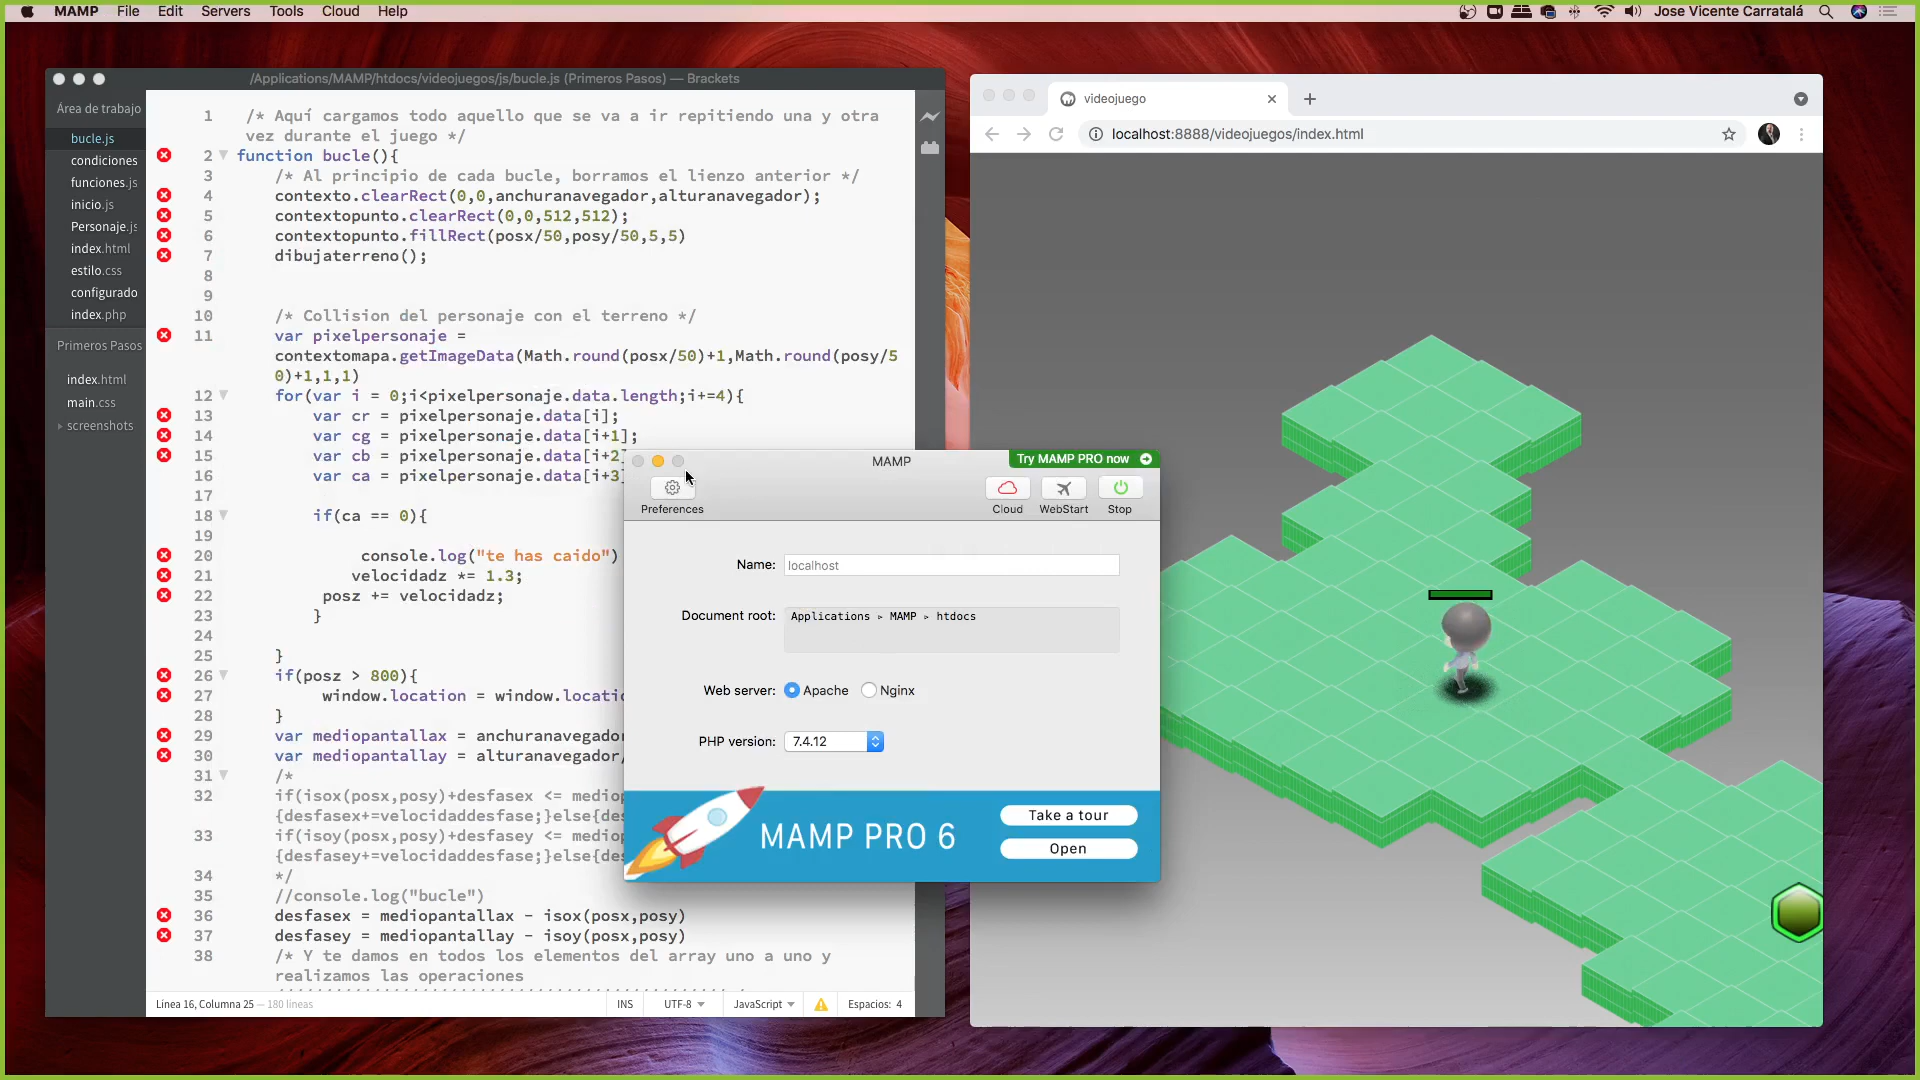 MAMP File Edit Servers Tools Cloud Help
Jose Vicente Carratalá
/Applications/MAMP/htdocs/videojuegos/js/bucle.js (Primeros Pasos) — Brackets
Área de trabajo
bucle.js
condiciones
funciones.js
inicio.js
Personaje.js
index.html
estilo.css
configurado
index.php
Primeros Pasos
index.html
main.css
screenshots
1 /* Aquí cargamos todo aquello que se va a ir repitiendo una y otra
vez durante el juego */
2 function bucle(){
3 /* Al principio de cada bucle, borramos el lienzo anterior */
4 contexto.clearRect(0,0,anchuranavegador,alturanavegador);
5 contextopunto.clearRect(0,0,512,512);
6 contextopunto.fillRect(posx/50,posy/50,5,5)
7 dibujaterreno();
8
9
10 /* Collision del personaje con el terreno */
11 var pixelpersonaje =
contextomapa.getImageData(Math.round(posx/50)+1,Math.round(posy/5
0)+1,1,1)
12 for(var i = 0;i<pixelpersonaje.data.length;i+=4){
13 var cr = pixelpersonaje.data[i];
14 var cg = pixelpersonaje.data[i+1];
15 var cb = pixelpersonaje.data[i+2
16 var ca = pixelpersonaje.data[i+3]
17
18 if(ca == 0){
19
20 console.log("te has caido")
21 velocidadz *= 1.3;
22 posz += velocidadz;
23 }
24
25 }
26 if(posz > 800){
27 window.location = window.locatio
28 }
29 var mediopantallax = anchuranavegador
30 var mediopantallay = alturanavegador/
31 /*
32 if(isox(posx,posy)+desfasex <= mediop
{desfasex+=velocidaddesfase;}else{des
33 if(isoy(posx,posy)+desfasey <= mediop
{desfasey+=velocidaddesfase;}else{des
34 */
35 //console.log("bucle")
36 desfasex = mediopantallax - isox(posx,posy)
37 desfasey = mediopantallay - isoy(posx,posy)
38 /* Y te damos en todos los elementos del array uno a uno y
realizamos las operaciones
Línea 16, Columna 25 — 180 líneas
INS UTF-8 JavaScript Espacios: 4
MAMP
Try MAMP PRO now
Preferences Cloud WebStart Stop
Name: localhost
Document root: Applications ▸ MAMP ▸ htdocs
Web server: Apache Nginx
PHP version: 7.4.12
MAMP PRO 6
Take a tour
Open
videojuego
localhost:8888/videojuegos/index.html